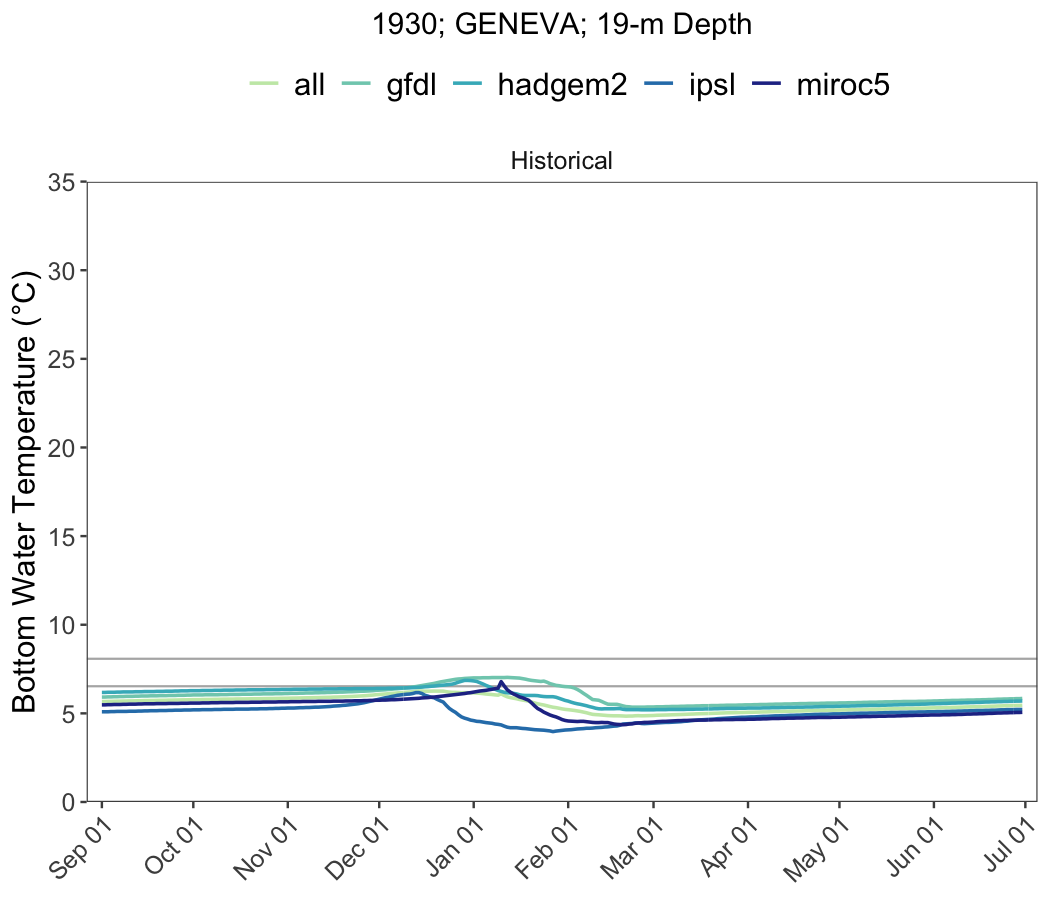 1930; GENEVA; 19-m Depth
all gfdl hadgem2 ipsl miroc5
Historical
Bottom Water Temperature (°C)
35
30
25
20
15
10
5
0
Sep 01 Oct 01 Nov 01 Dec 01 Jan 01 Feb 01 Mar 01 Apr 01 May 01 Jun 01 Jul 01